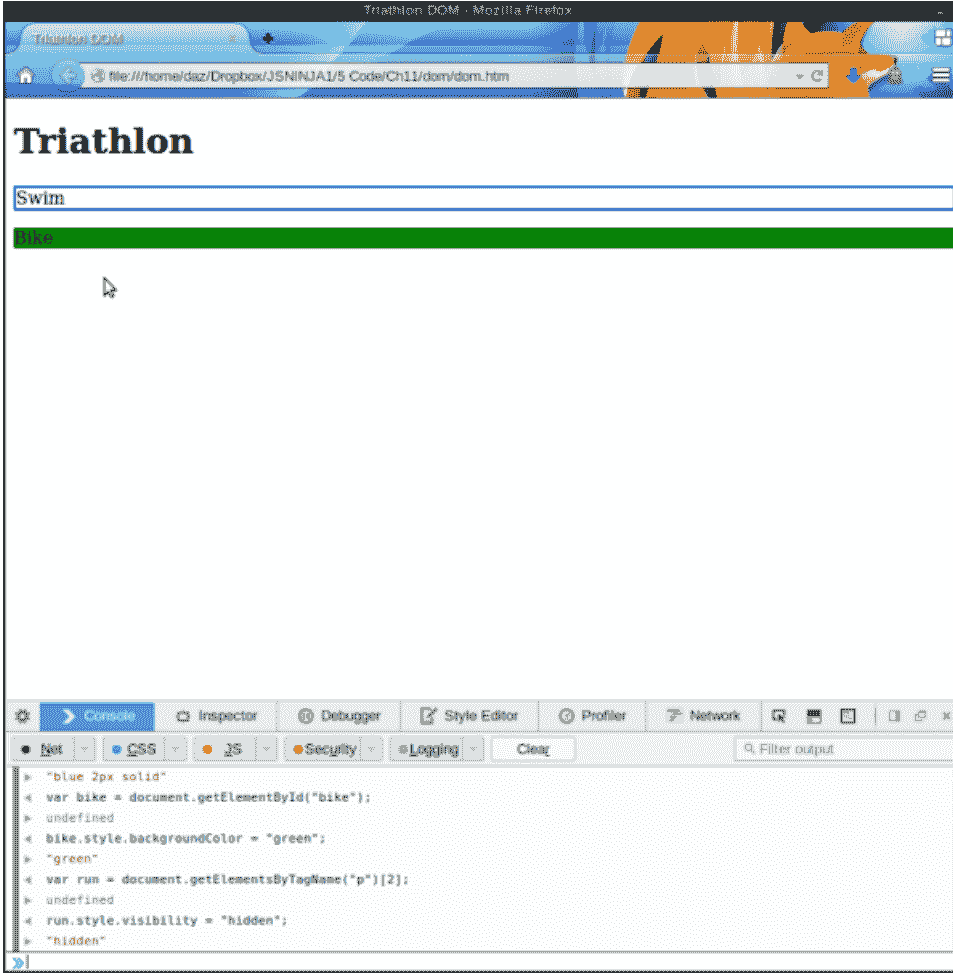 Triathlon DOM - Mozilla Firefox
Triathlon DOM
file:///home/daz/Dropbox/JSNINJA1/5 Code/Ch11/dom/dom.htm
Triathlon
Swim
Bike
Console Inspector Debugger Style Editor Profiler Network
Net CSS JS Security Logging Clear Filter output
"blue 2px solid"
var bike = document.getElementById("bike");
undefined
bike.style.backgroundColor = "green";
"green"
var run = document.getElementsByTagName("p")[2];
undefined
run.style.visibility = "hidden";
"hidden"